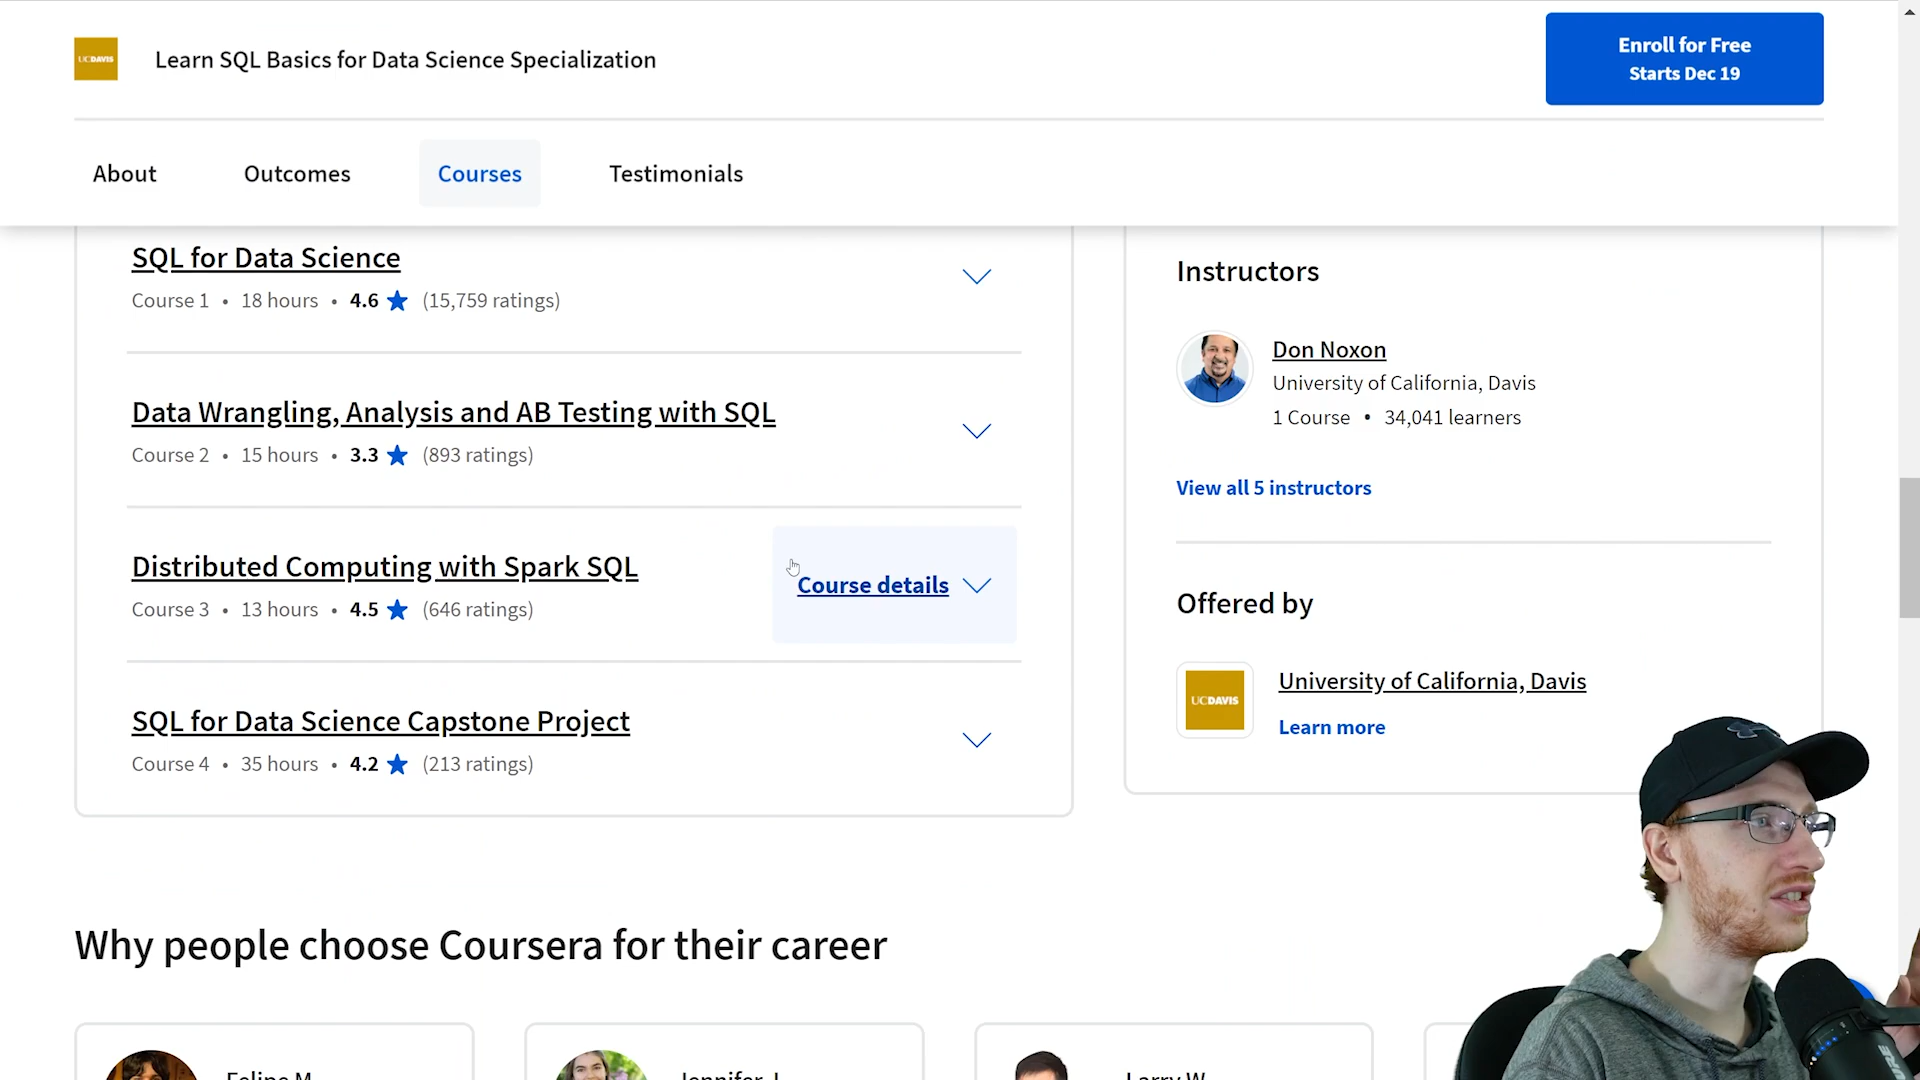 UCDAVIS
Learn SQL Basics for Data Science Specialization
Enroll for Free
Starts Dec 19
About
Outcomes
Courses
Testimonials
SQL for Data Science
Course 1 • 18 hours • 4.6 ★ (15,759 ratings)
Data Wrangling, Analysis and AB Testing with SQL
Course 2 • 15 hours • 3.3 ★ (893 ratings)
Distributed Computing with Spark SQL
Course details
Course 3 • 13 hours • 4.5 ★ (646 ratings)
SQL for Data Science Capstone Project
Course 4 • 35 hours • 4.2 ★ (213 ratings)
Instructors
Don Noxon
University of California, Davis
1 Course • 34,041 learners
View all 5 instructors
Offered by
UCDAVIS
University of California, Davis
Learn more
Why people choose Coursera for their career
Felipe M
Jennifer J
Larry W